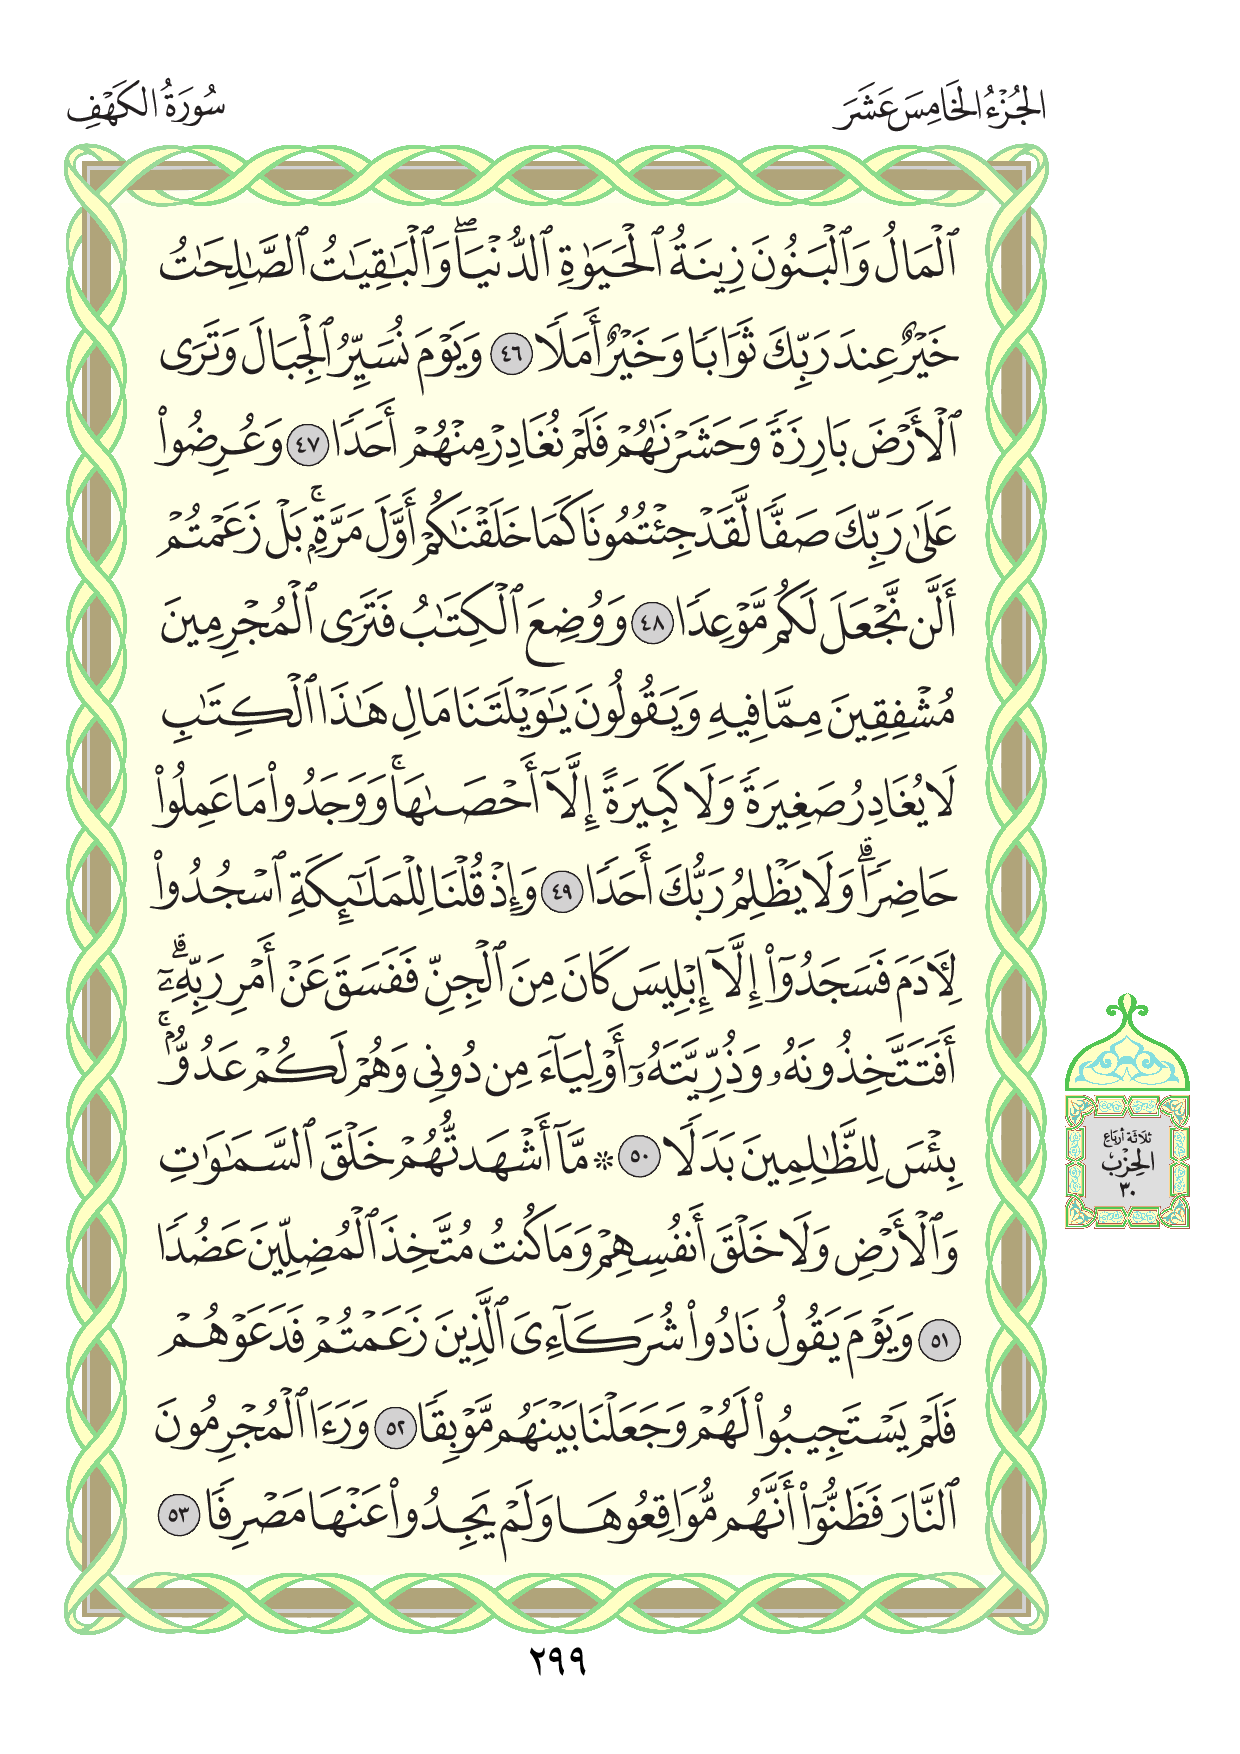 الجُزْءُ الخَامِسَ عَشَرَ
سُورَةُ الكَهْفِ
ٱلْمَالُ وَٱلْبَنُونَ زِينَةُ ٱلْحَيَوٰةِ ٱلدُّنْيَاۖ وَٱلْبَٰقِيَٰتُ ٱلصَّٰلِحَٰتُ
خَيْرٌ عِندَ رَبِّكَ ثَوَابًا وَخَيْرٌ أَمَلًا ٤٦ وَيَوْمَ نُسَيِّرُ ٱلْجِبَالَ وَتَرَى
ٱلْأَرْضَ بَارِزَةً وَحَشَرْنَٰهُمْ فَلَمْ نُغَادِرْ مِنْهُمْ أَحَدًا ٤٧ وَعُرِضُوا۟
عَلَىٰ رَبِّكَ صَفًّا لَّقَدْ جِئْتُمُونَا كَمَا خَلَقْنَٰكُمْ أَوَّلَ مَرَّةٍۭۚ بَلْ زَعَمْتُمْ
أَلَّن نَّجْعَلَ لَكُم مَّوْعِدًا ٤٨ وَوُضِعَ ٱلْكِتَٰبُ فَتَرَى ٱلْمُجْرِمِينَ
مُشْفِقِينَ مِمَّا فِيهِ وَيَقُولُونَ يَٰوَيْلَتَنَا مَالِ هَٰذَا ٱلْكِتَٰبِ
لَا يُغَادِرُ صَغِيرَةً وَلَا كَبِيرَةً إِلَّآ أَحْصَىٰهَاۚ وَوَجَدُوا۟ مَا عَمِلُوا۟
حَاضِرًاۗ وَلَا يَظْلِمُ رَبُّكَ أَحَدًا ٤٩ وَإِذْ قُلْنَا لِلْمَلَٰٓئِكَةِ ٱسْجُدُوا۟
لِءَادَمَ فَسَجَدُوٓا۟ إِلَّآ إِبْلِيسَ كَانَ مِنَ ٱلْجِنِّ فَفَسَقَ عَنْ أَمْرِ رَبِّهِۦٓۗ
أَفَتَتَّخِذُونَهُۥ وَذُرِّيَّتَهُۥٓ أَوْلِيَآءَ مِن دُونِى وَهُمْ لَكُمْ عَدُوٌّۢۚ
بِئْسَ لِلظَّٰلِمِينَ بَدَلًا ٥٠ ۞ مَّآ أَشْهَدتُّهُمْ خَلْقَ ٱلسَّمَٰوَٰتِ
وَٱلْأَرْضِ وَلَا خَلْقَ أَنفُسِهِمْ وَمَا كُنتُ مُتَّخِذَ ٱلْمُضِلِّينَ عَضُدًا
٥١ وَيَوْمَ يَقُولُ نَادُوا۟ شُرَكَآءِىَ ٱلَّذِينَ زَعَمْتُمْ فَدَعَوْهُمْ
فَلَمْ يَسْتَجِيبُوا۟ لَهُمْ وَجَعَلْنَا بَيْنَهُم مَّوْبِقًا ٥٢ وَرَءَا ٱلْمُجْرِمُونَ
ٱلنَّارَ فَظَنُّوٓا۟ أَنَّهُم مُّوَاقِعُوهَا وَلَمْ يَجِدُوا۟ عَنْهَا مَصْرِفًا ٥٣
ثلاثة أرباع
الحِزْب
٣٠
٢٩٩